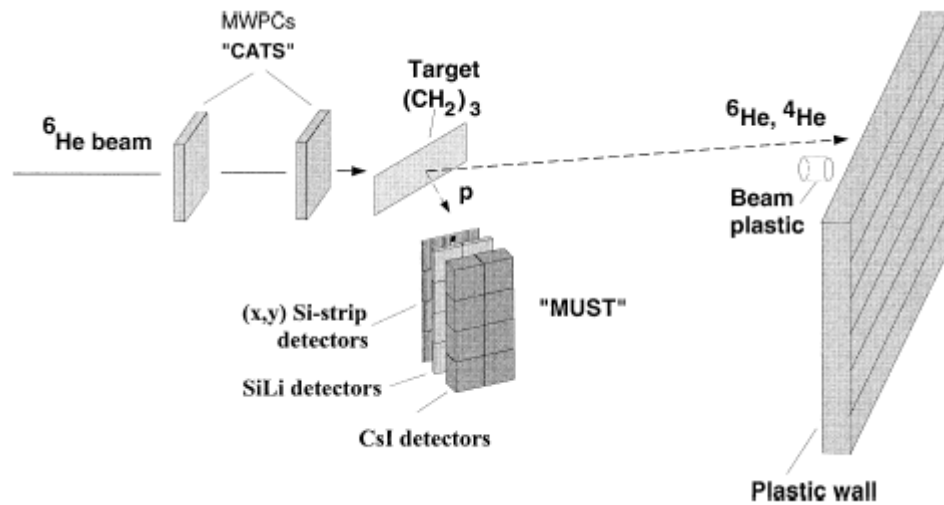 MWPCs
"CATS"
Target
(CH₂)₃
⁶He beam
⁶He, ⁴He
p
Beam
plastic
(x,y) Si-strip
detectors
"MUST"
SiLi detectors
CsI detectors
Plastic wall